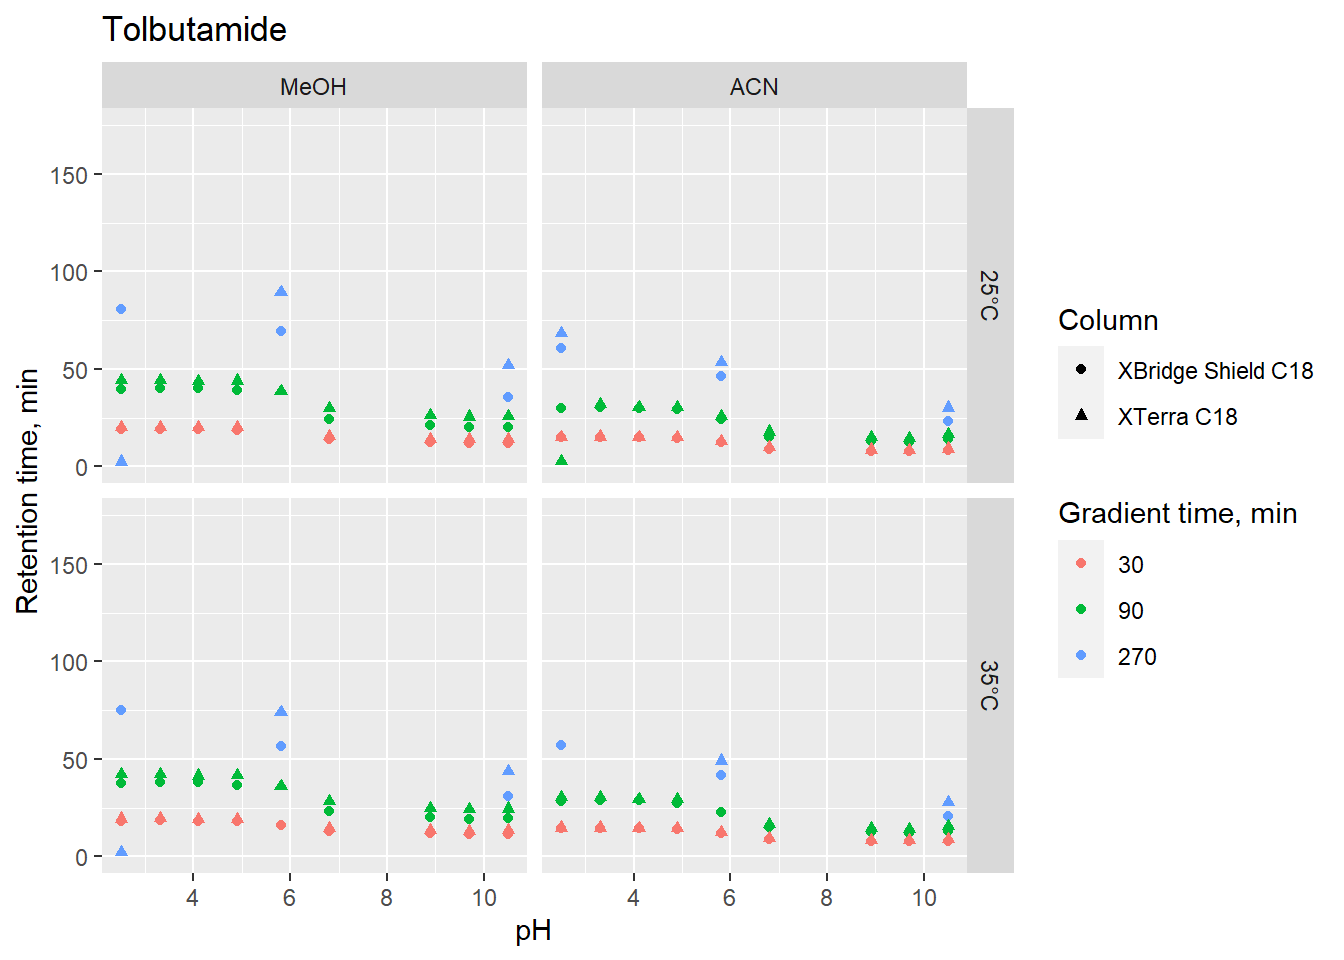 Tolbutamide
MeOH
ACN
150
100
50
0
25°C
150
100
50
0
35°C
4
6
8
10
4
6
8
10
pH
Retention time, min
Column
XBridge Shield C18
XTerra C18
Gradient time, min
30
90
270